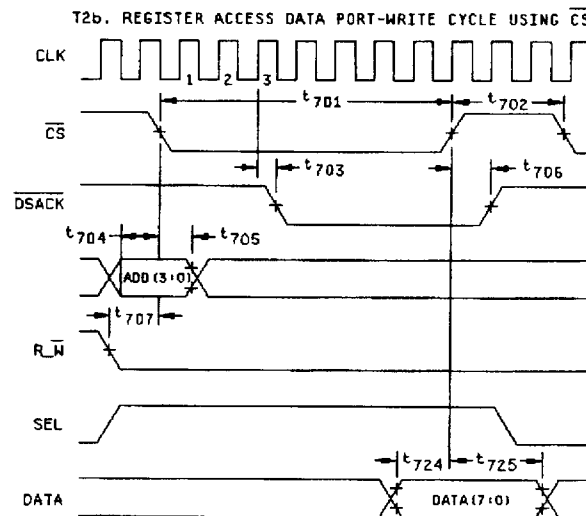 T2b. REGISTER ACCESS DATA PORT-WRITE CYCLE USING CS
CLK
1 2 3
t701 t702
CS
t703 t706
DSACK
t704 t705
ADD(3:0)
t707
R_W
SEL
t724 t725
DATA DATA(7:0)